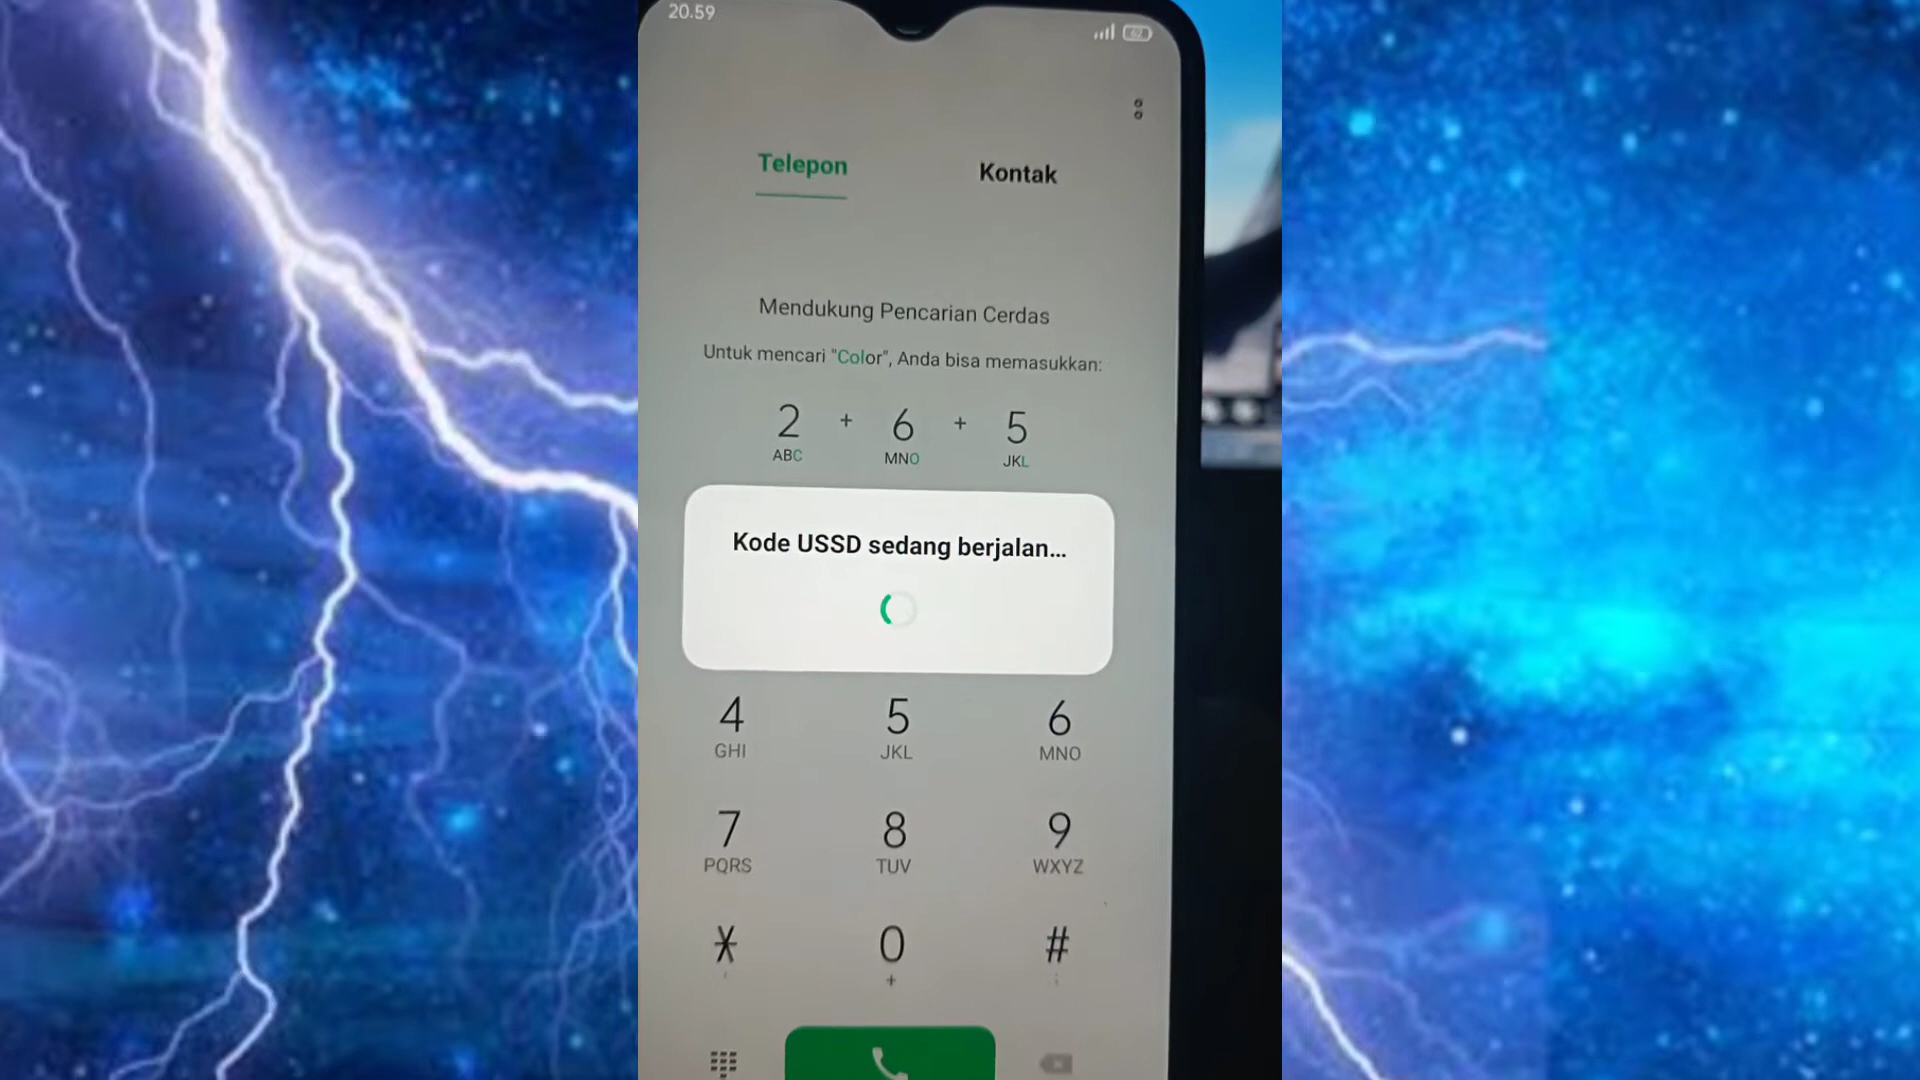 20.59
62
Telepon
Kontak
Mendukung Pencarian Cerdas
Untuk mencari "Color", Anda bisa memasukkan:
2 + 6 + 5
ABC MNO JKL
Kode USSD sedang berjalan...
4 5 6
GHI JKL MNO
7 8 9
PQRS TUV WXYZ
* 0 #
, + ;